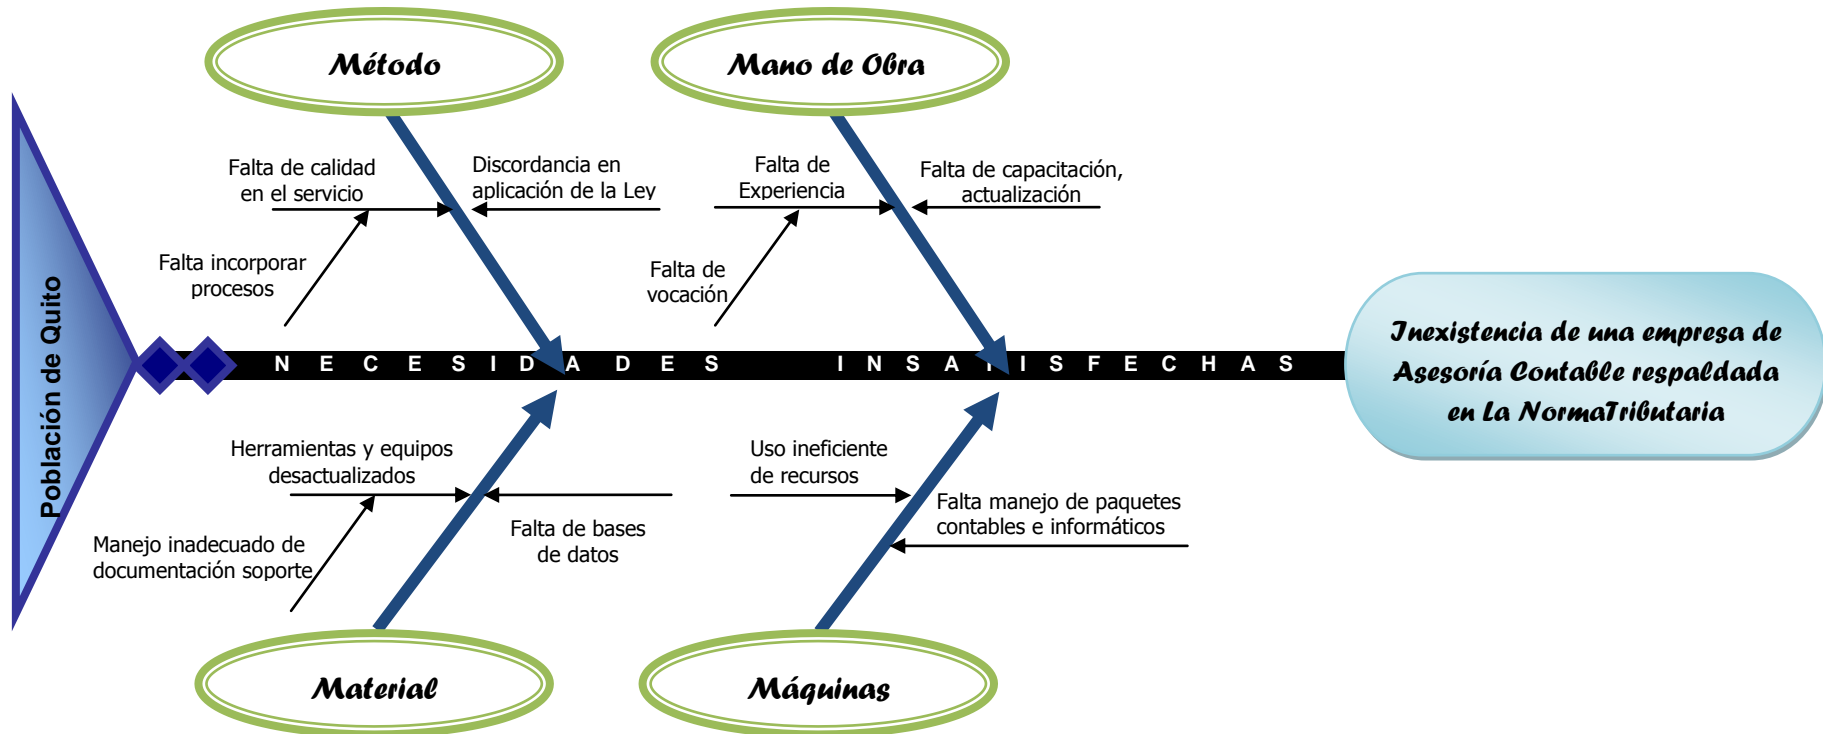 Método
Mano de Obra
Falta de calidad
en el servicio
Discordancia en
aplicación de la Ley
Falta de
Experiencia
Falta de capacitación,
actualización
Falta incorporar
procesos
Falta de
vocación
Población de Quito
NECESIDADES INSATISFECHAS
Inexistencia de una empresa de
Asesoría Contable respaldada
en La NormaTributaria
Herramientas y equipos
desactualizados
Uso ineficiente
de recursos
Falta manejo de paquetes
contables e informáticos
Falta de bases
de datos
Manejo inadecuado de
documentación soporte
Material
Máquinas